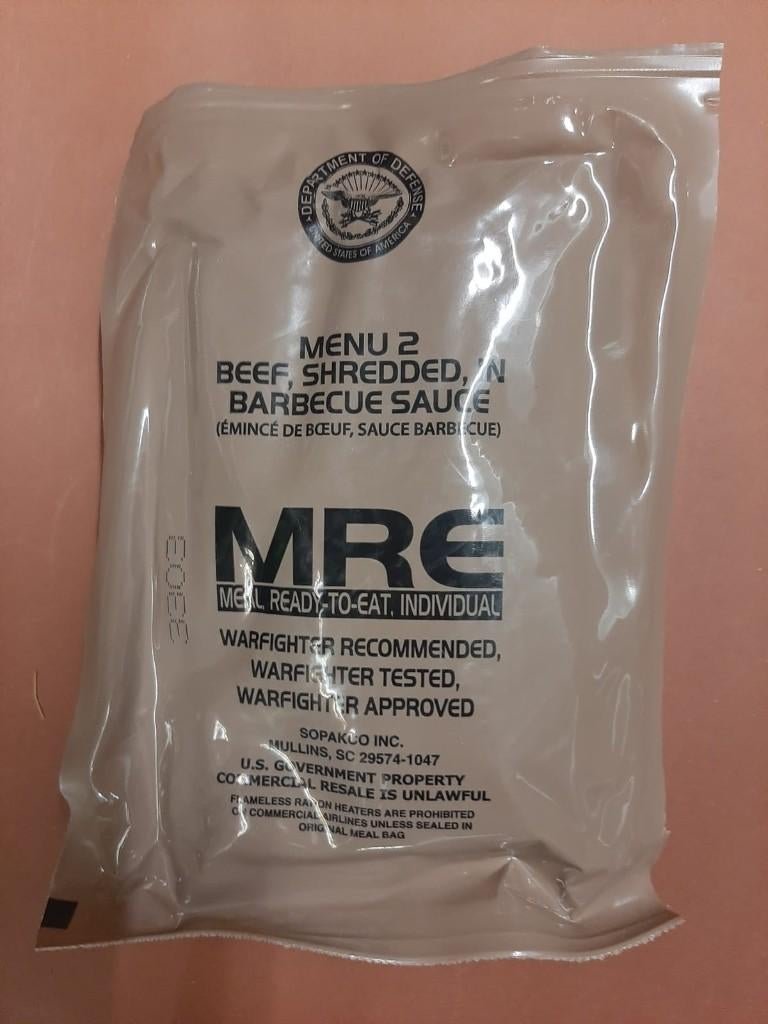 DEPARTMENT OF DEFENSE
UNITED STATES OF AMERICA
MENU 2
BEEF, SHREDDED, IN
BARBECUE SAUCE
(ÉMINCÉ DE BŒUF, SAUCE BARBECUE)
MRE
MEAL, READY-TO-EAT, INDIVIDUAL
3303
WARFIGHTER RECOMMENDED,
WARFIGHTER TESTED,
WARFIGHTER APPROVED
SOPAKCO INC.
MULLINS, SC 29574-1047
U.S. GOVERNMENT PROPERTY
COMMERCIAL RESALE IS UNLAWFUL
FLAMELESS RATION HEATERS ARE PROHIBITED
ON COMMERCIAL AIRLINES UNLESS SEALED IN
ORIGINAL MEAL BAG